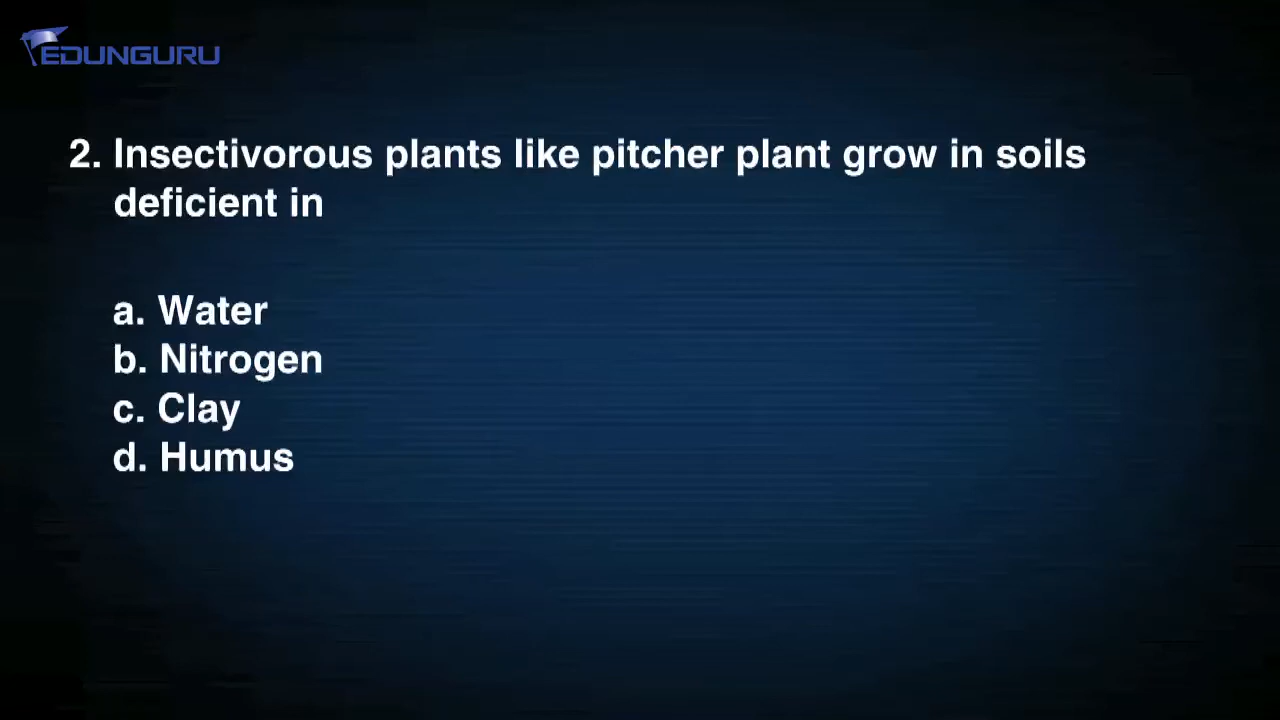 EDUNGURU
2. Insectivorous plants like pitcher plant grow in soils
deficient in
a. Water
b. Nitrogen
c. Clay
d. Humus